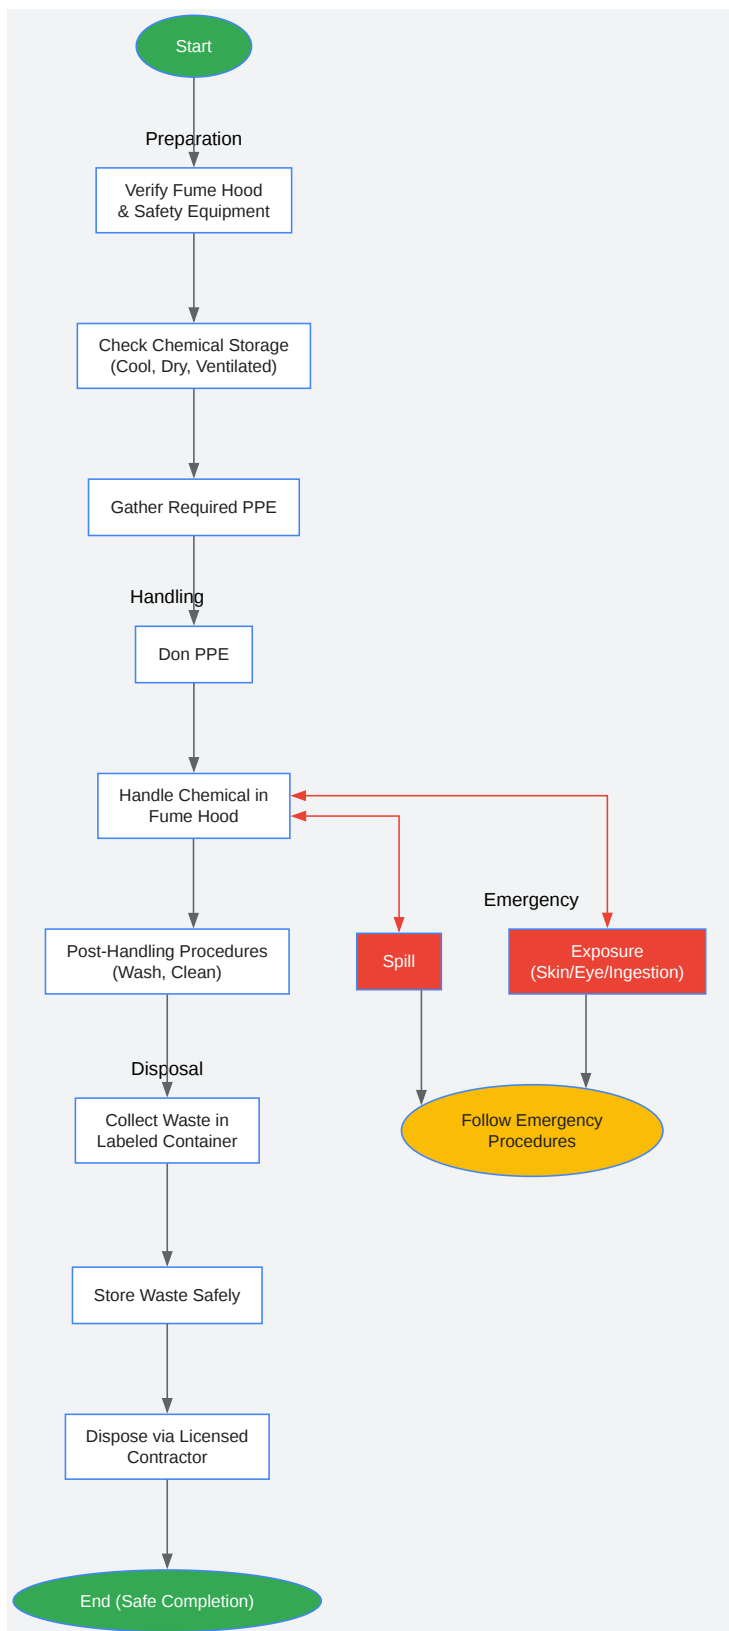 Start
Preparation
Verify Fume Hood
& Safety Equipment
Check Chemical Storage
(Cool, Dry, Ventilated)
Gather Required PPE
Handling
Don PPE
Handle Chemical in
Fume Hood
Emergency
Post-Handling Procedures
(Wash, Clean)
Spill
Exposure
(Skin/Eye/Ingestion)
Disposal
Collect Waste in
Labeled Container
Follow Emergency
Procedures
Store Waste Safely
Dispose via Licensed
Contractor
End (Safe Completion)